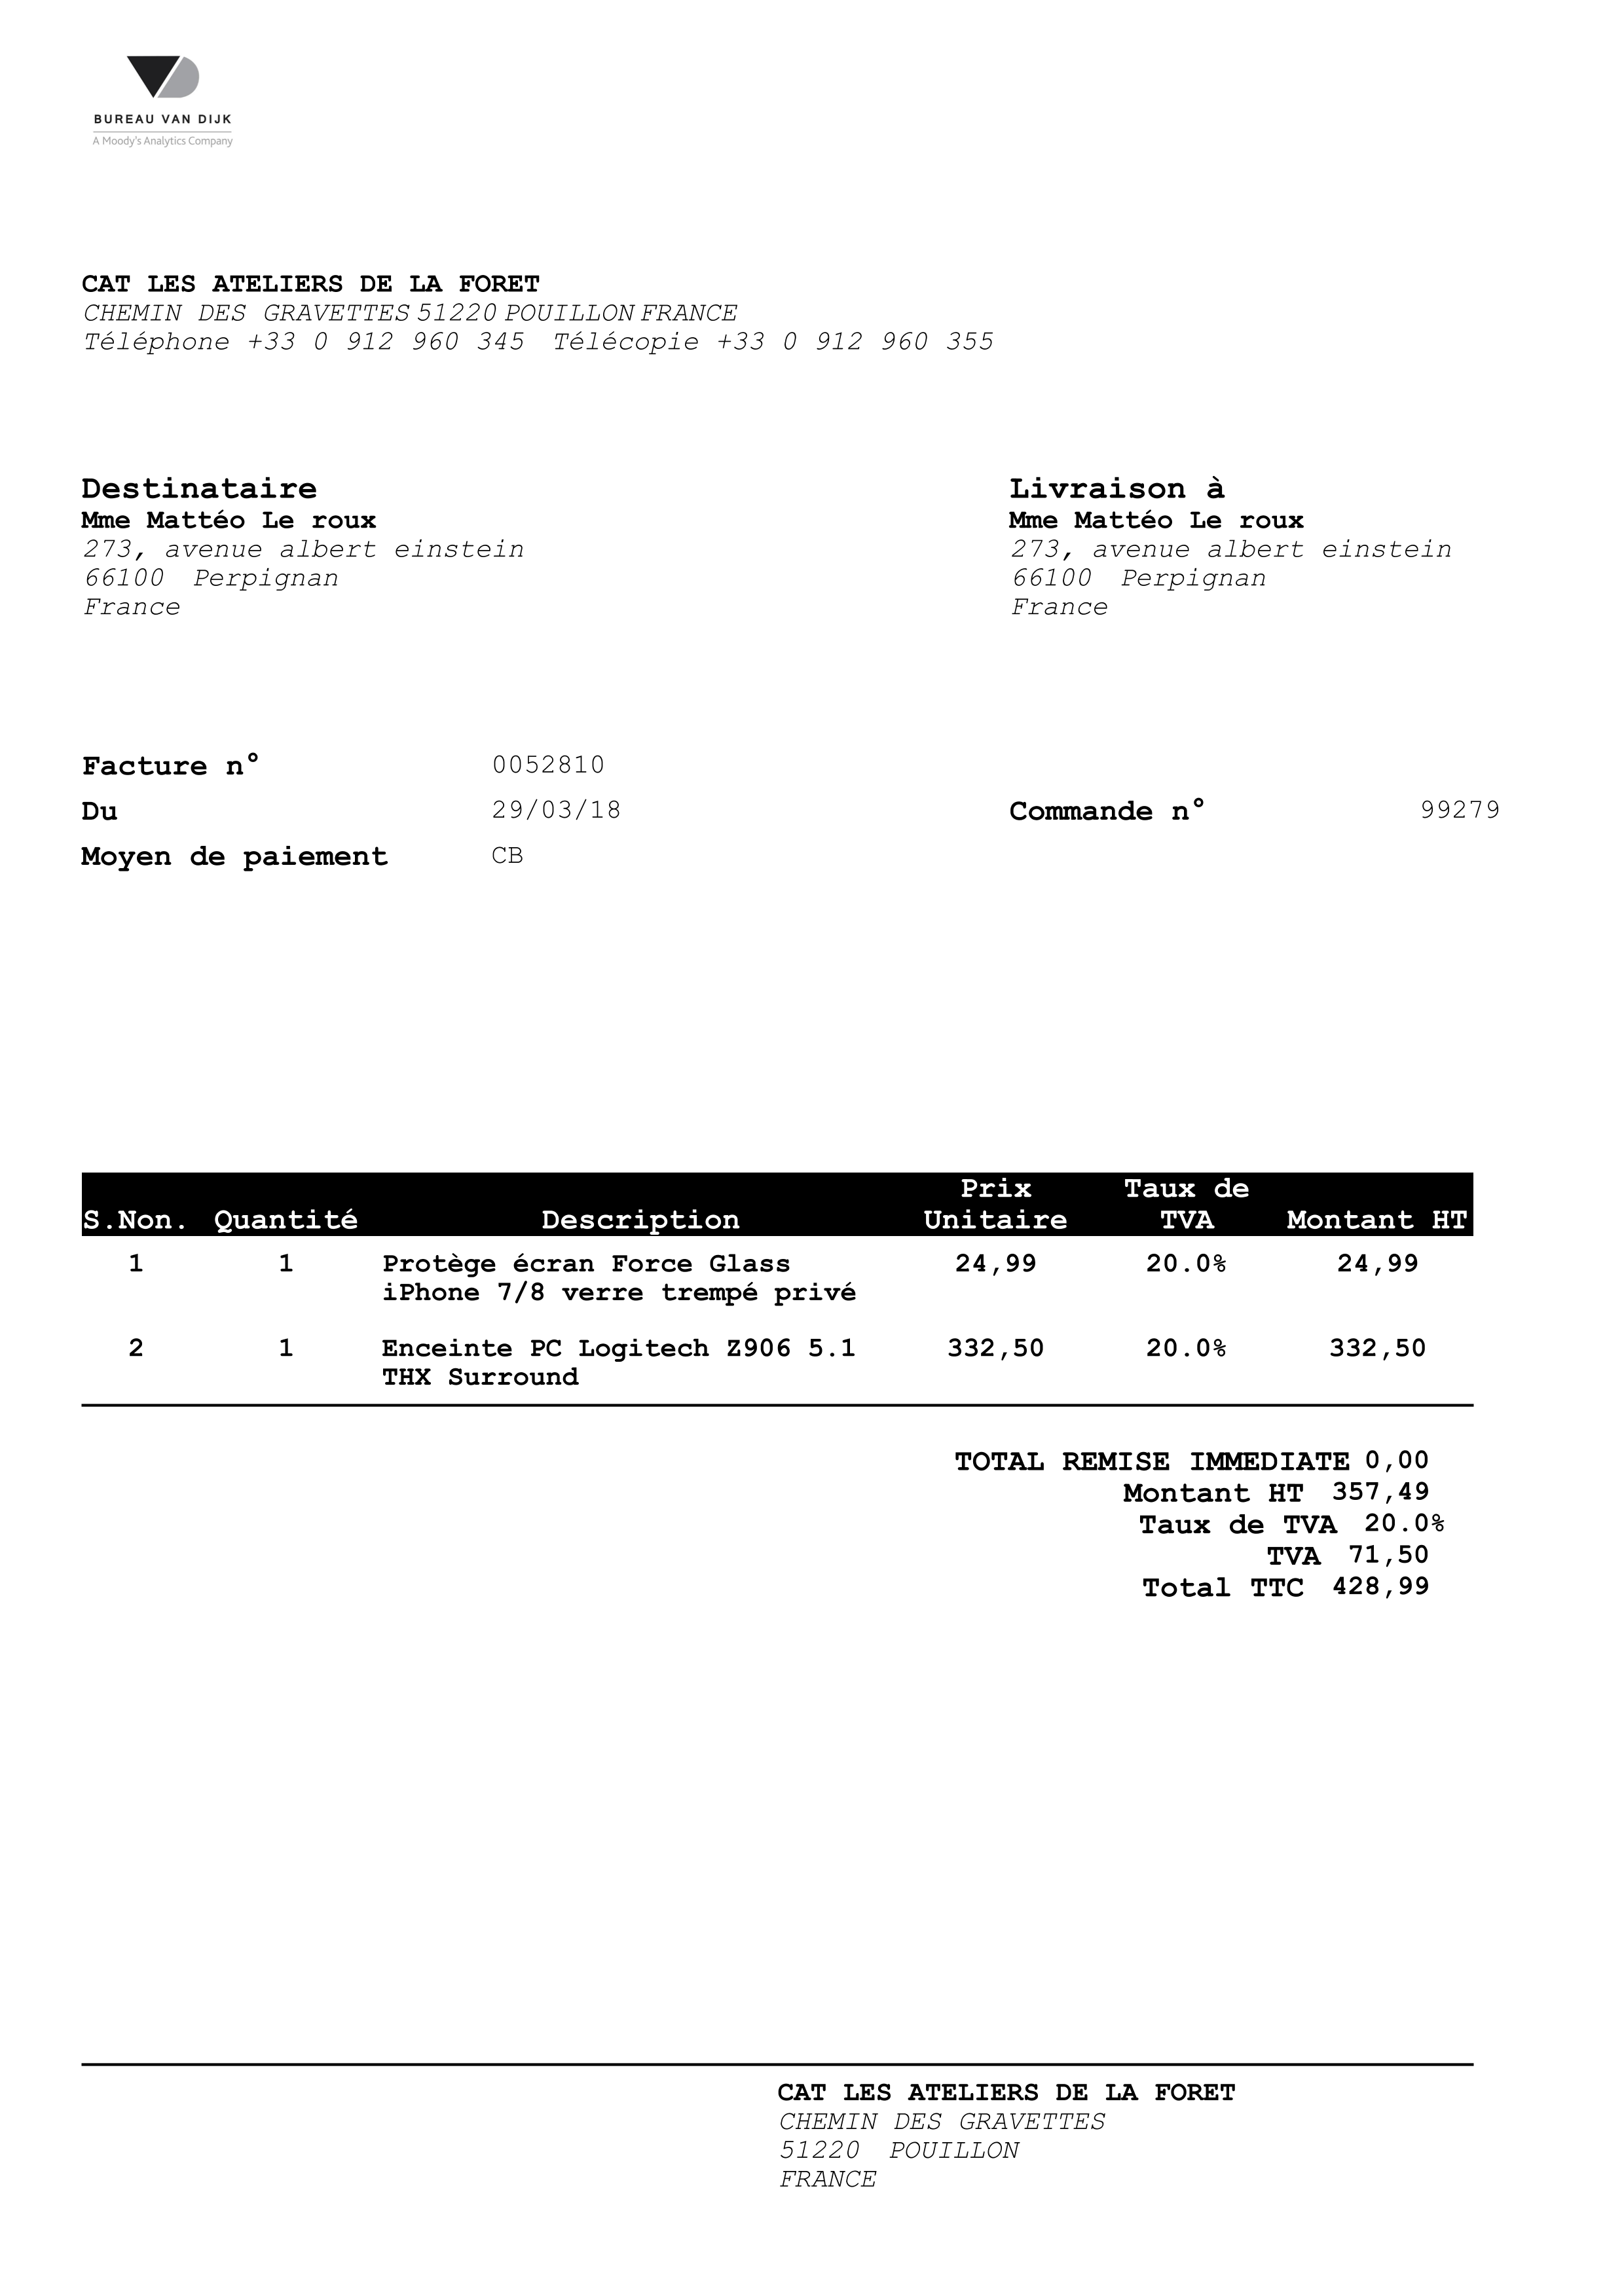 BUREAU VAN DIJK
A Moody's Analytics Company
CAT LES ATELIERS DE LA FORET
CHEMIN DES GRAVETTES 51220 POUILLON FRANCE
Téléphone +33 0 912 960 345 Télécopie +33 0 912 960 355
Destinataire
Mme Mattéo Le roux
273, avenue albert einstein
66100 Perpignan
France
Livraison à
Mme Mattéo Le roux
273, avenue albert einstein
66100 Perpignan
France
Facture n° 0052810
Du 29/03/18 Commande n° 99279
Moyen de paiement CB
Prix Taux de
S.Non. Quantité Description Unitaire TVA Montant HT
1 1 Protège écran Force Glass 24,99 20.0% 24,99
iPhone 7/8 verre trempé privé
2 1 Enceinte PC Logitech Z906 5.1 332,50 20.0% 332,50
THX Surround
TOTAL REMISE IMMEDIATE 0,00
Montant HT 357,49
Taux de TVA 20.0%
TVA 71,50
Total TTC 428,99
CAT LES ATELIERS DE LA FORET
CHEMIN DES GRAVETTES
51220 POUILLON
FRANCE